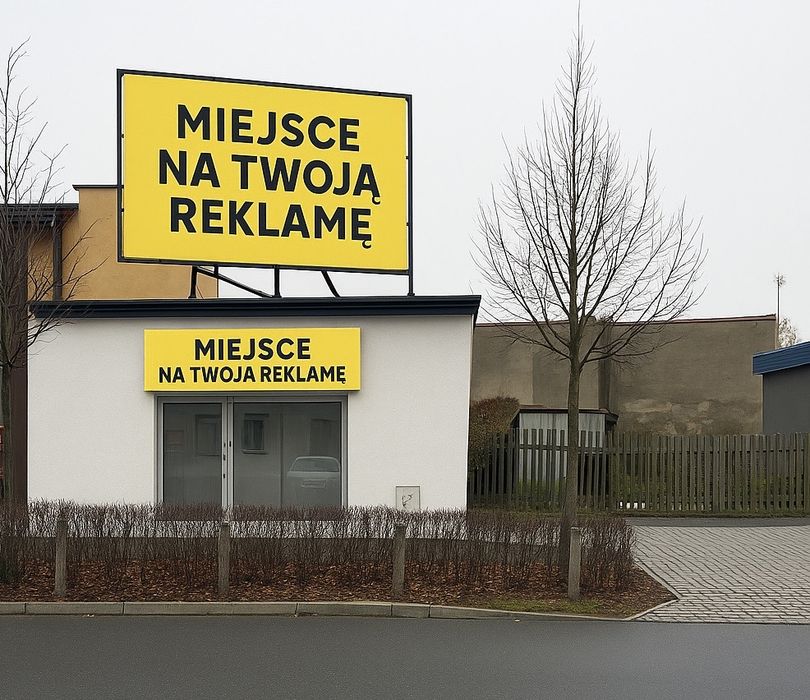 MIEJSCE
NA TWOJĄ
REKLAMĘ
MIEJSCE
NA TWOJA REKLAMĘ